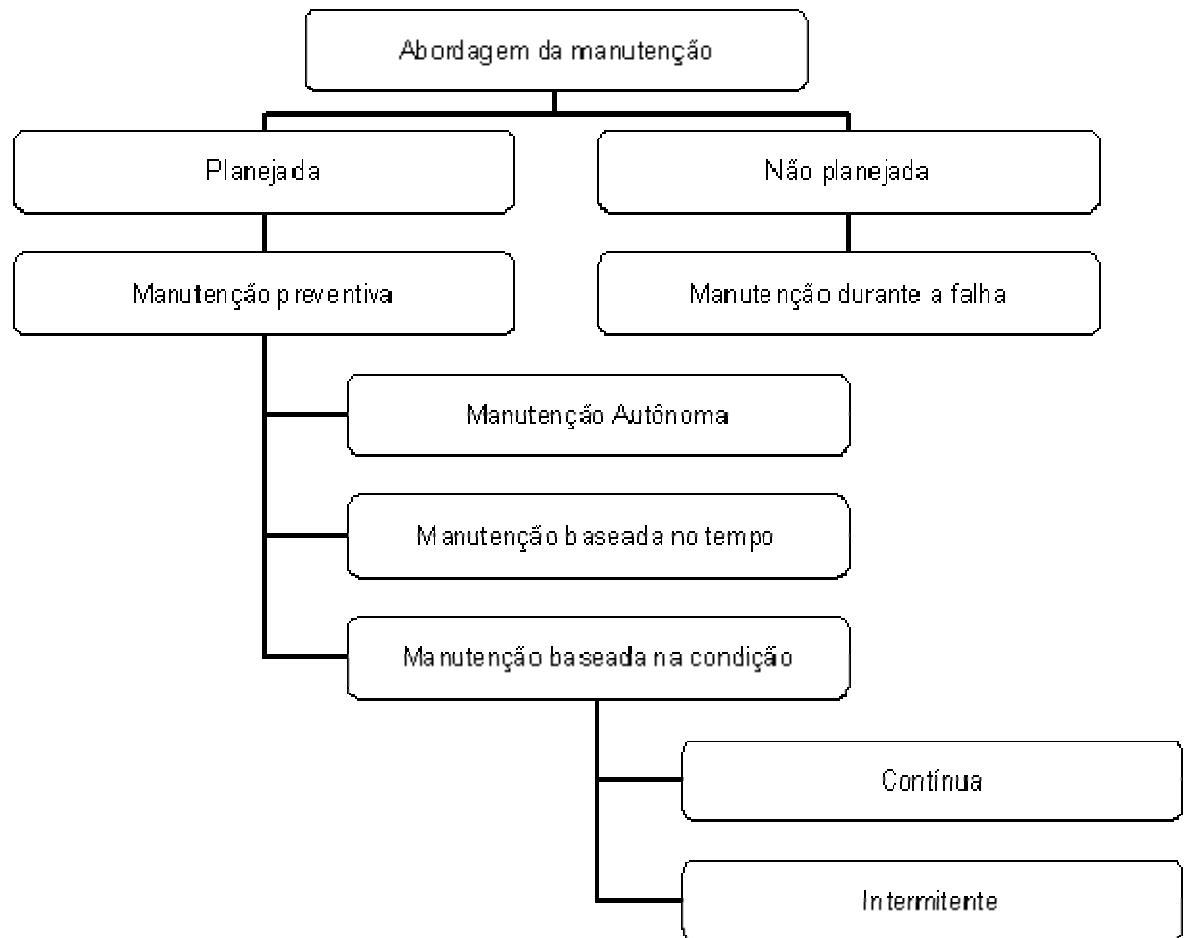 Abordagem da manutenção
Planejada
Não planejada
Manutenção preventiva
Manutenção durante a falha
Manutenção Autônoma
Manutenção baseada no tempo
Manutenção baseada na condição
Contínua
Intermitente